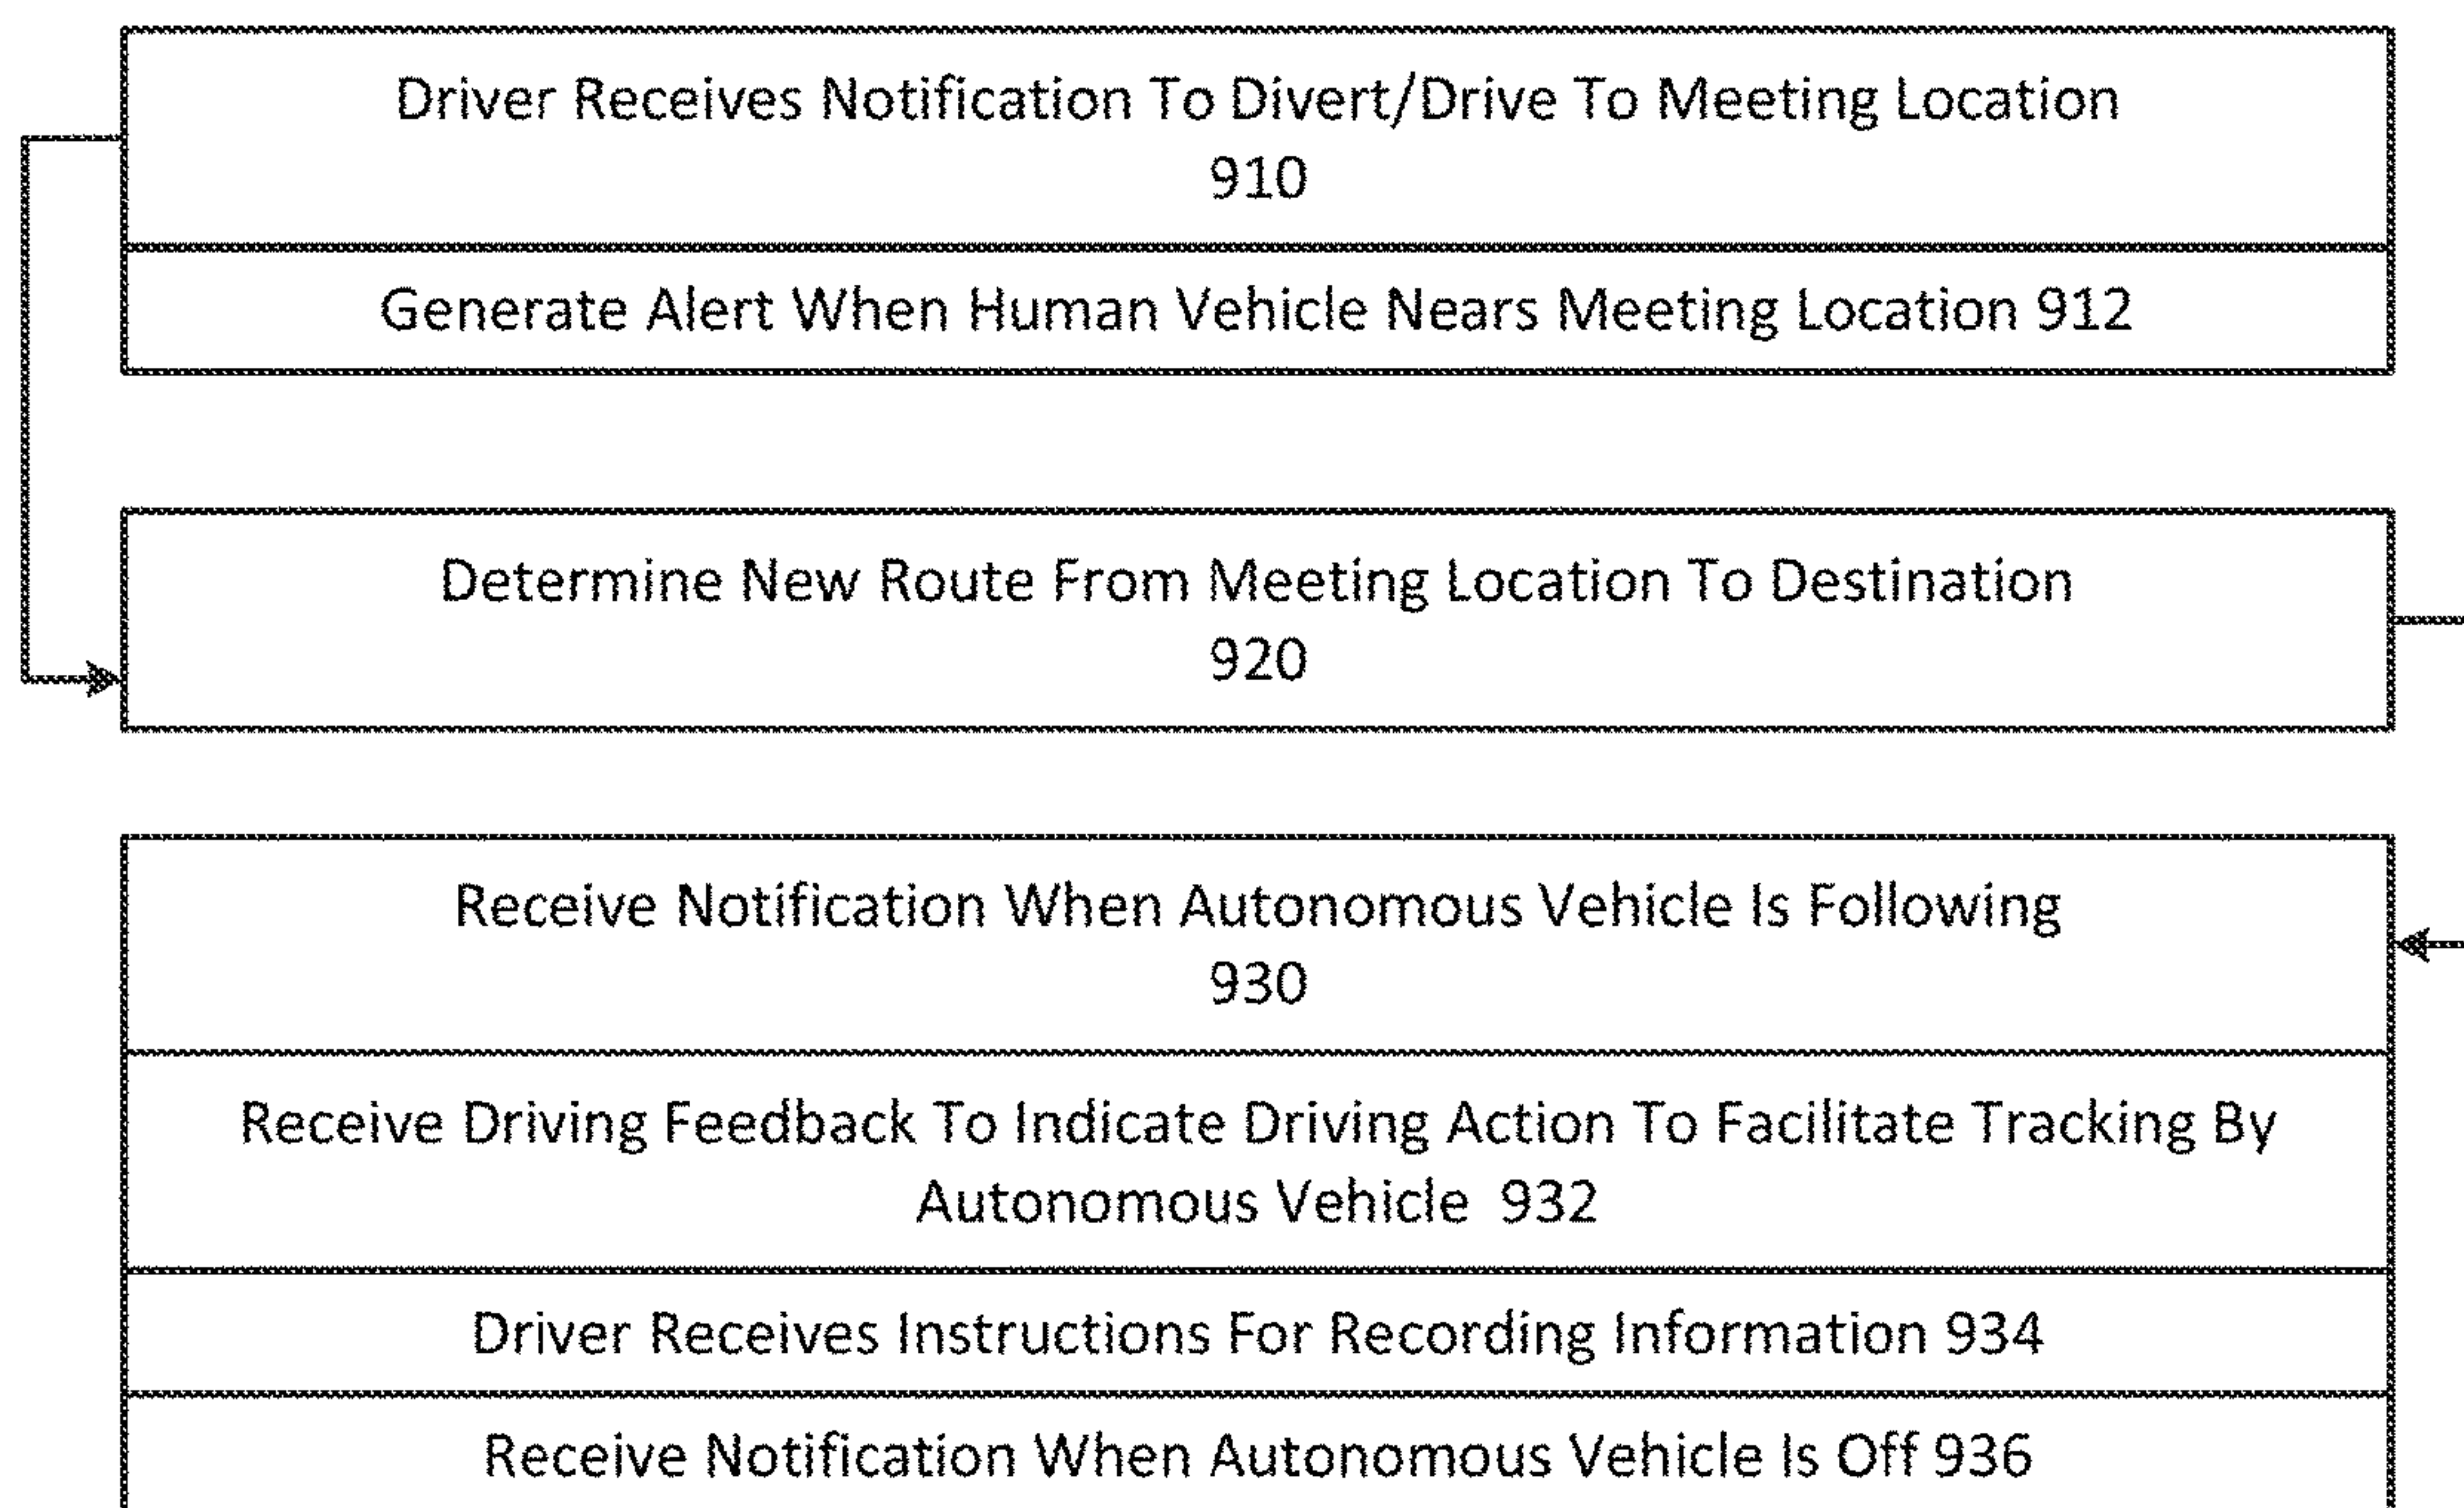 Driver Receives Notification To Divert/Drive To Meeting Location
910
Generate Alert When Human Vehicle Nears Meeting Location 912
Determine New Route From Meeting Location To Destination
920
Receive Notification When Autonomous Vehicle Is Following
930
Receive Driving Feedback To Indicate Driving Action To Facilitate Tracking By
Autonomous Vehicle 932
Driver Receives Instructions For Recording Information 934
Receive Notification When Autonomous Vehicle Is Off 936